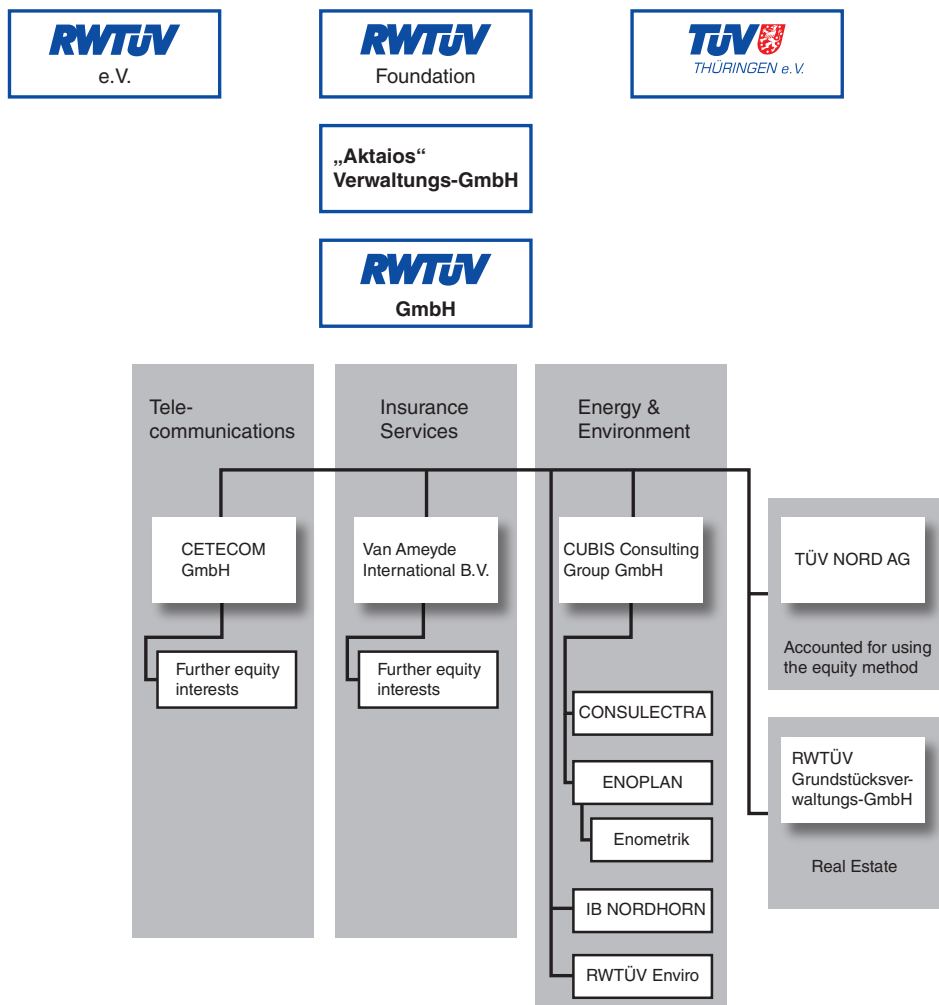 RWTÜV
e.V.
RWTÜV
Foundation
TÜV
THÜRINGEN e.V.
„Aktaios“
Verwaltungs-GmbH
RWTÜV
GmbH
Tele-
communications
Insurance
Services
Energy &
Environment
CETECOM
GmbH
Van Ameyde
International B.V.
CUBIS Consulting
Group GmbH
TÜV NORD AG
Accounted for using
the equity method
Further equity
interests
Further equity
interests
CONSULECTRA
ENOPLAN
Enometrik
IB NORDHORN
RWTÜV Enviro
RWTÜV
Grundstücksver-
waltungs-GmbH
Real Estate